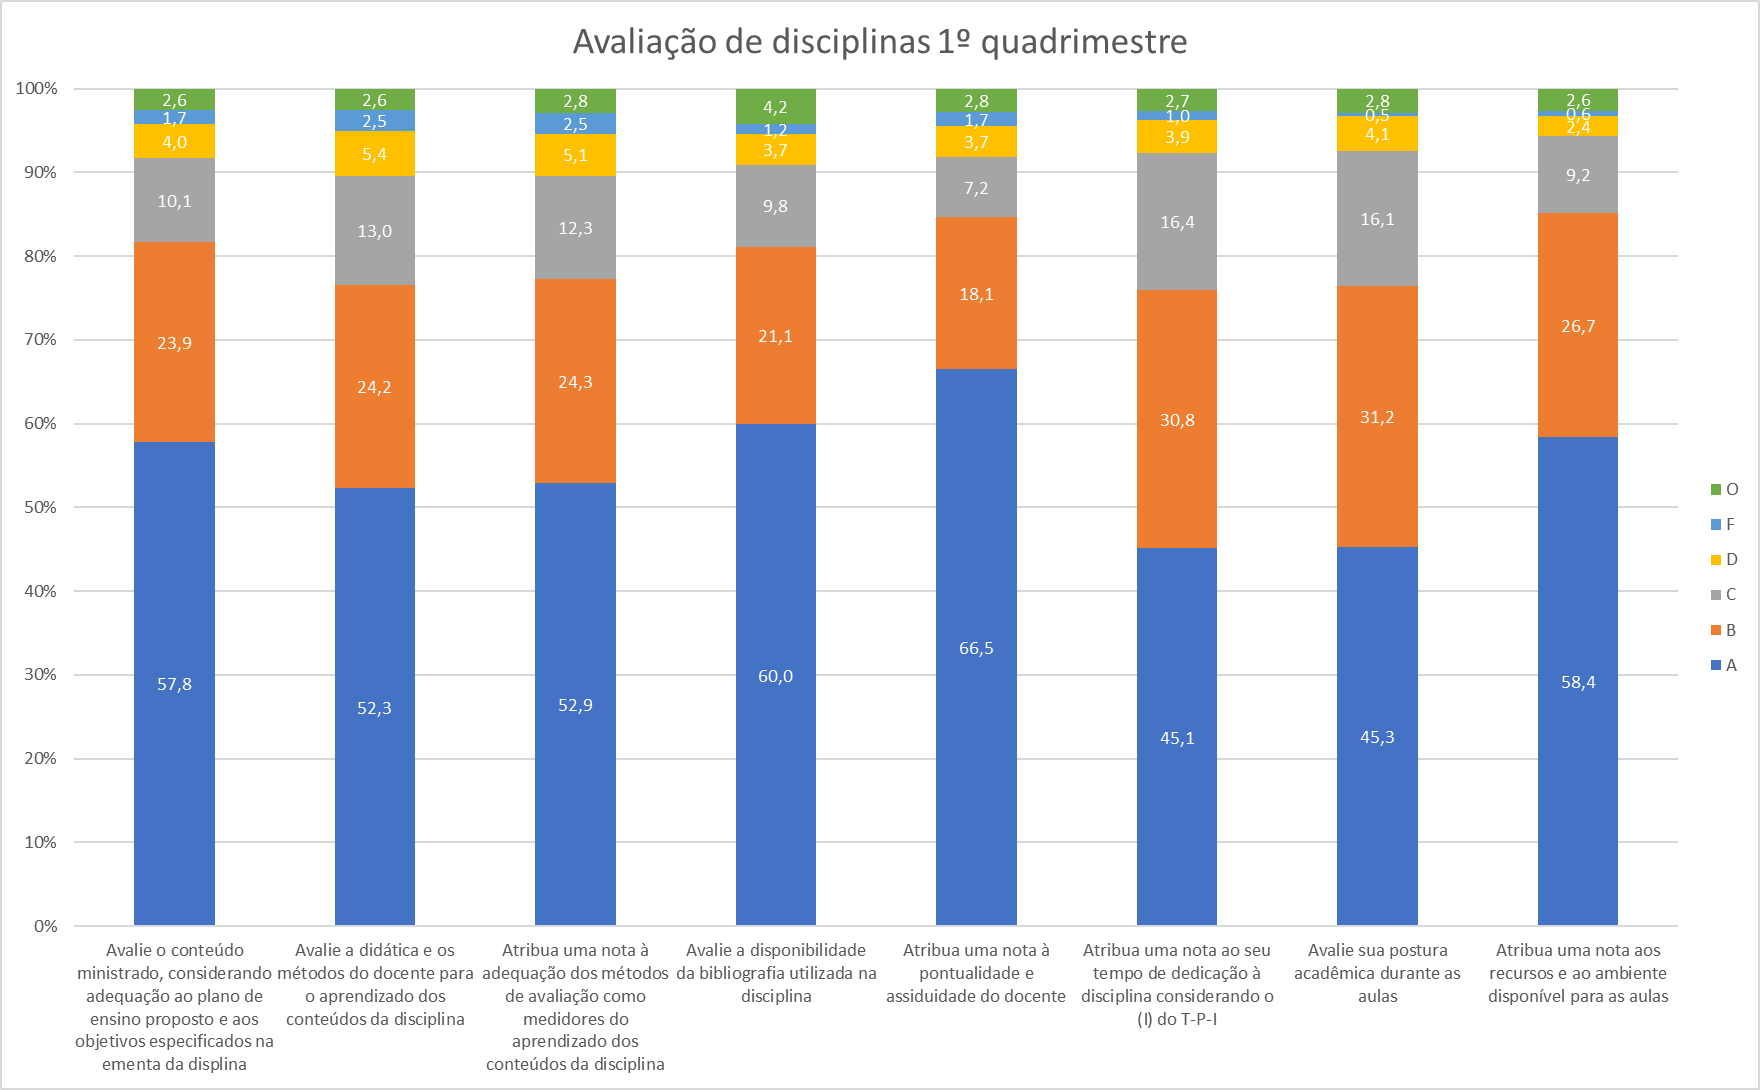 Avaliação de disciplinas 1º quadrimestre
100%
90%
80%
70%
60%
50%
40%
30%
20%
10%
0%
2,6
1,7
4,0
10,1
23,9
57,8
2,6
2,5
5,4
13,0
24,2
52,3
2,8
2,5
5,1
12,3
24,3
52,9
4,2
1,2
3,7
9,8
21,1
60,0
2,8
1,7
3,7
7,2
18,1
66,5
2,7
1,0
3,9
16,4
30,8
45,1
2,8
0,5
4,1
16,1
31,2
45,3
2,6
0,6
2,4
9,2
26,7
58,4
O
F
D
C
B
A
Avalie o conteúdo
ministrado, considerando
adequação ao plano de
ensino proposto e aos
objetivos especificados na
ementa da displina
Avalie a didática e os
métodos do docente para
o aprendizado dos
conteúdos da disciplina
Atribua uma nota à
adequação dos métodos
de avaliação como
medidores do
aprendizado dos
conteúdos da disciplina
Avalie a disponibilidade
da bibliografia utilizada na
disciplina
Atribua uma nota à
pontualidade e
assiduidade do docente
Atribua uma nota ao seu
tempo de dedicação à
disciplina considerando o
(I) do T-P-I
Avalie sua postura
acadêmica durante as
aulas
Atribua uma nota aos
recursos e ao ambiente
disponível para as aulas